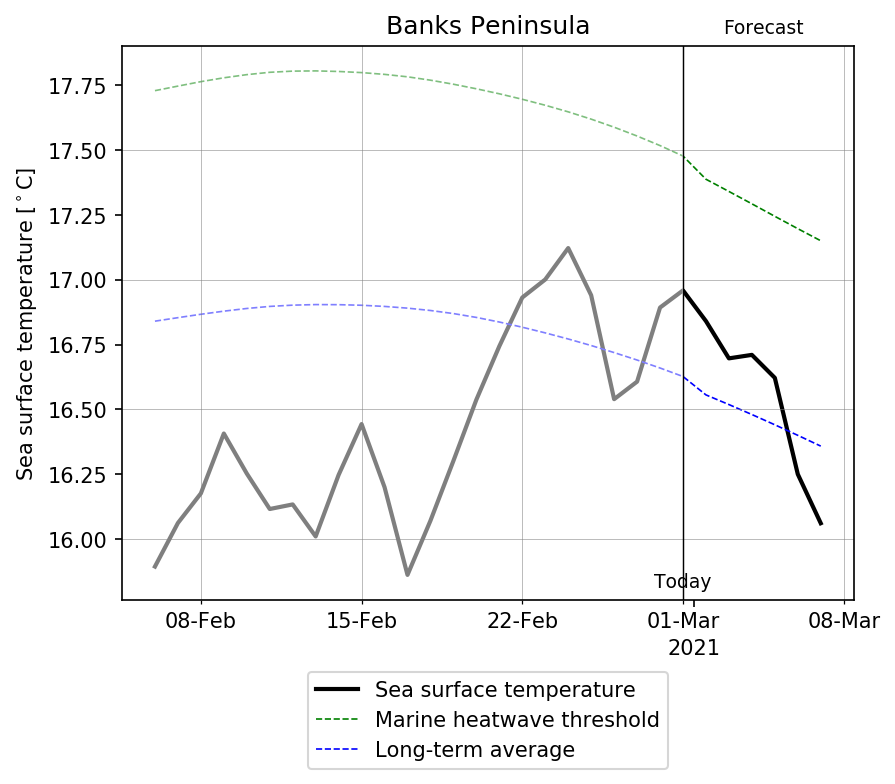 Banks Peninsula
Forecast
Sea surface temperature [°C]
17.75
17.50
17.25
17.00
16.75
16.50
16.25
16.00
Today
08-Feb 15-Feb 22-Feb 01-Mar 08-Mar
2021
Sea surface temperature
Marine heatwave threshold
Long-term average